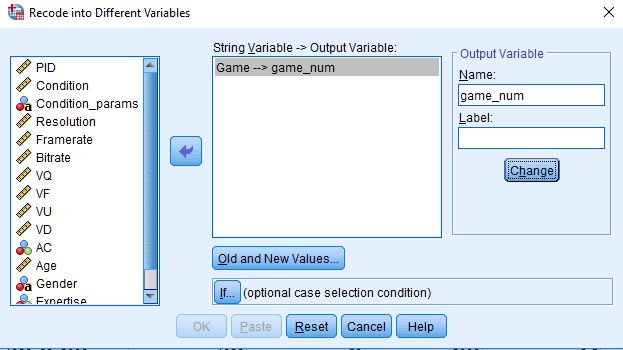 Recode into Different Variables
String Variable -> Output Variable:
Game --> game_num
PID
Condition
Condition_params
Resolution
Framerate
Bitrate
VQ
VF
VU
VD
AC
Age
Gender
Expertise
Old and New Values...
If... (optional case selection condition)
Output Variable
Name:
game_num
Label:
Change
OK Paste Reset Cancel Help